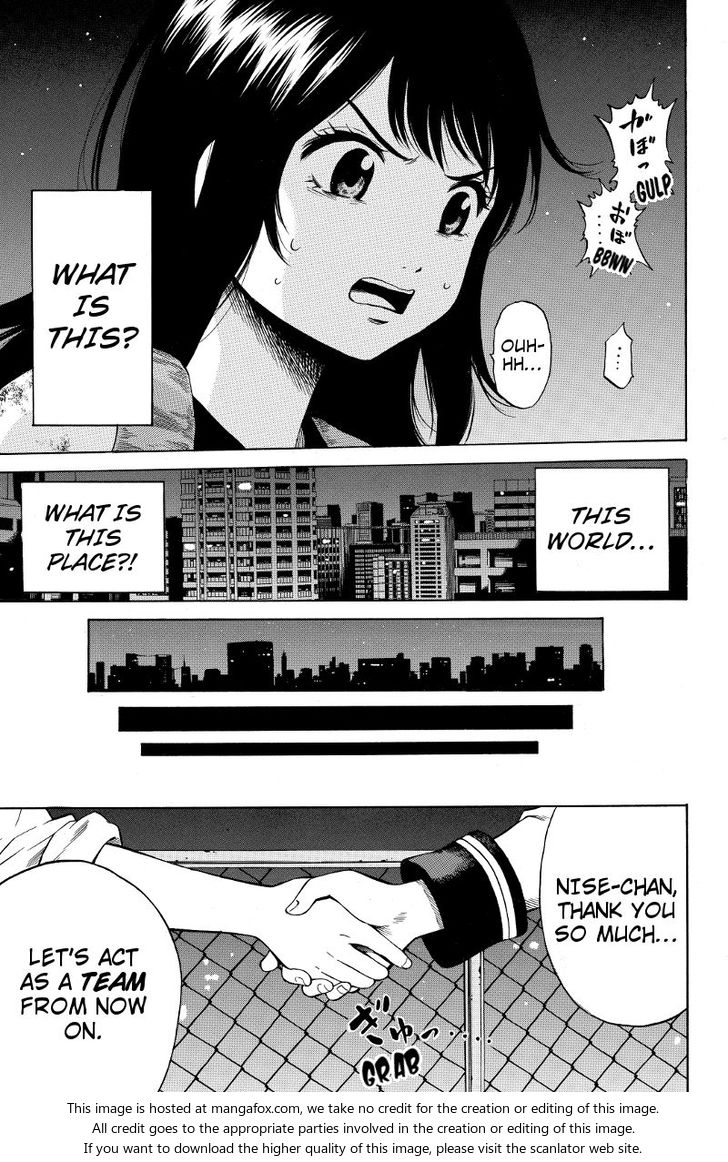 がぼっ
GULP
おぼ
....
BBWW
...
OUH-
HH...
WHAT
IS
THIS?
THIS
WORLD...
WHAT IS
THIS
PLACE?!
NISE-CHAN,
THANK YOU
SO MUCH...
LET'S ACT
AS A TEAM
FROM NOW
ON.
ぎゅっ....
GRAB
This image is hosted at mangafox.com, we take no credit for the creation or editing of this image.
All credit goes to the appropriate parties involved in the creation or editing of this image.
If you want to download the higher quality of this image, please visit the scanlator web site.